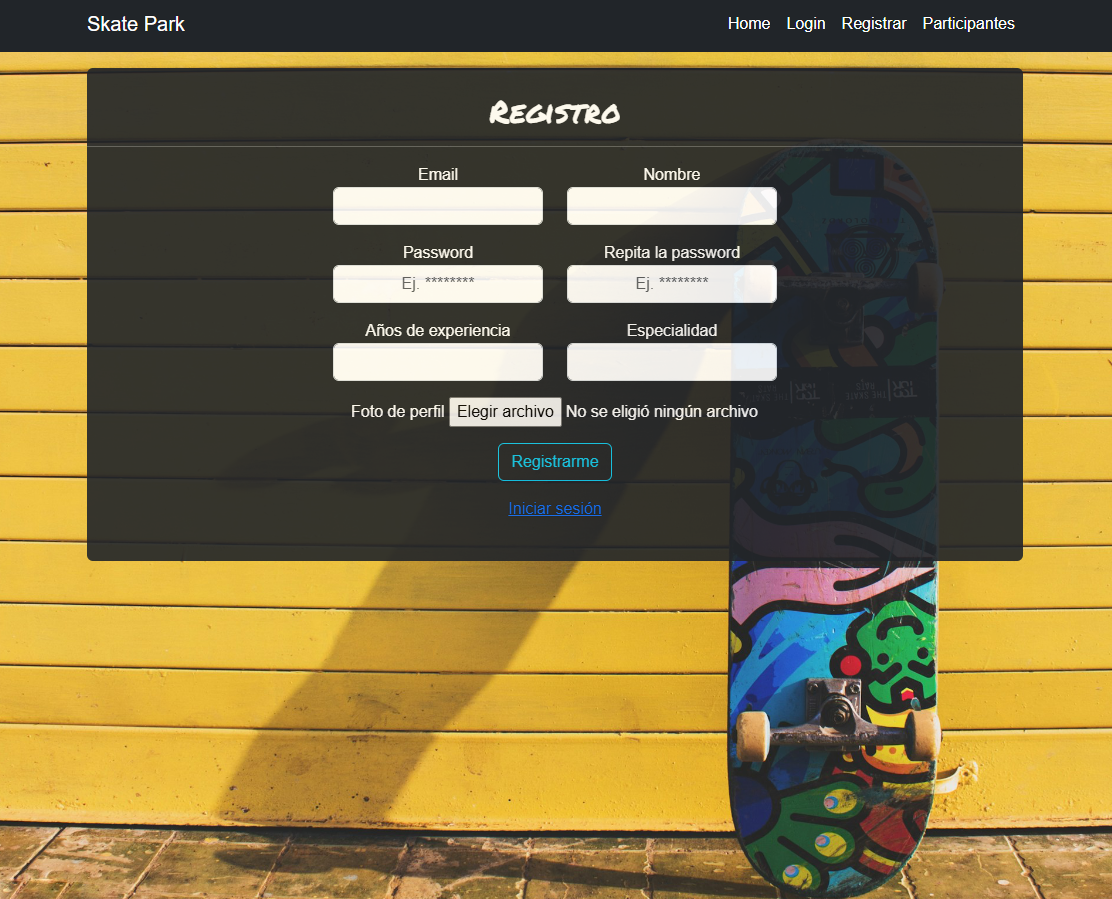 Skate Park Home Login Registrar Participantes
Registro
Email Nombre
Password Repita la password
Ej. ******** Ej. ********
Años de experiencia Especialidad
Foto de perfil Elegir archivo No se eligió ningún archivo
Registrarme
Iniciar sesión